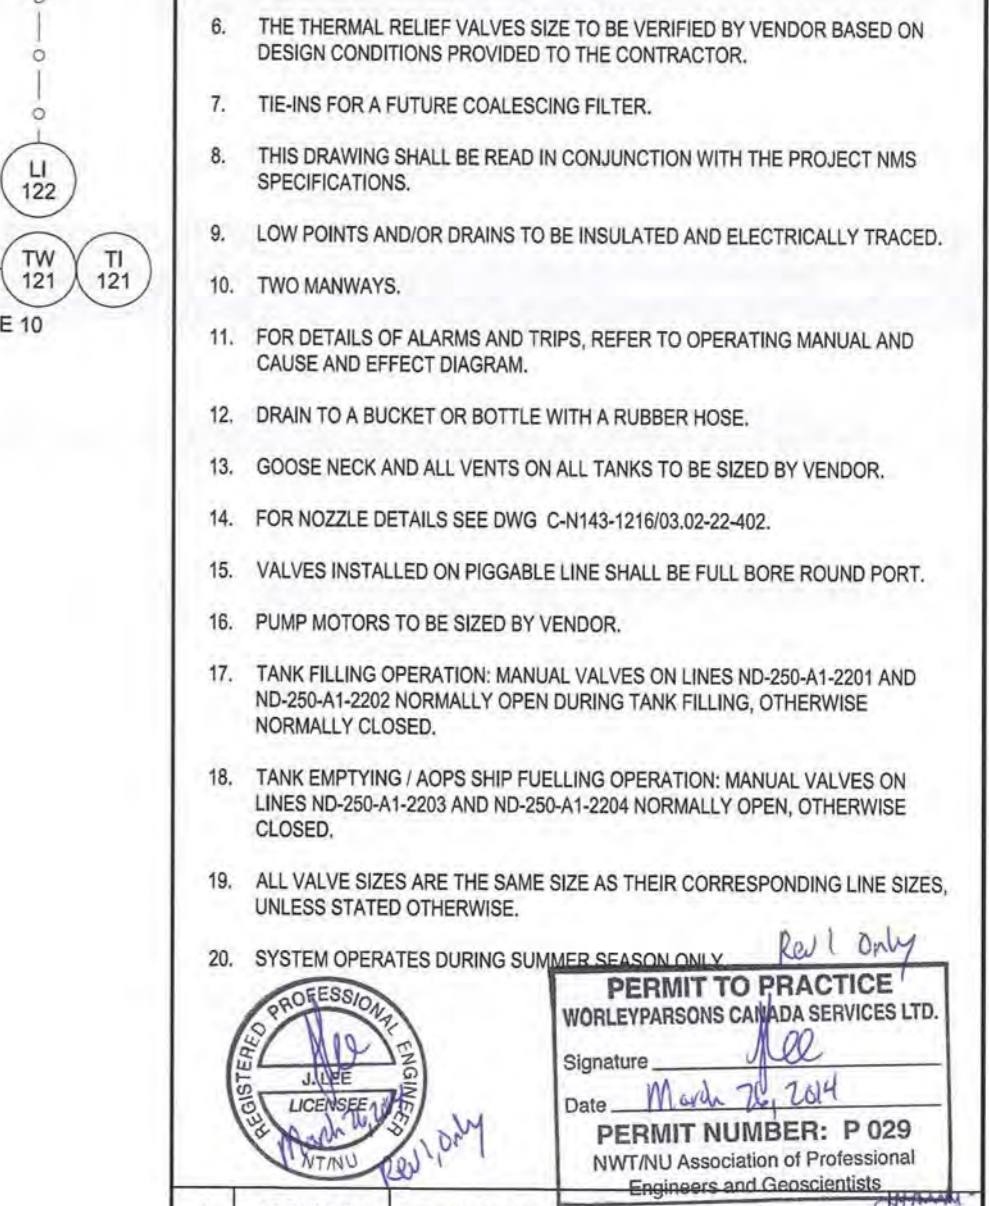 6. THE THERMAL RELIEF VALVES SIZE TO BE VERIFIED BY VENDOR BASED ON
DESIGN CONDITIONS PROVIDED TO THE CONTRACTOR.
7. TIE-INS FOR A FUTURE COALESCING FILTER.
8. THIS DRAWING SHALL BE READ IN CONJUNCTION WITH THE PROJECT NMS
SPECIFICATIONS.
9. LOW POINTS AND/OR DRAINS TO BE INSULATED AND ELECTRICALLY TRACED.
10. TWO MANWAYS.
11. FOR DETAILS OF ALARMS AND TRIPS, REFER TO OPERATING MANUAL AND
CAUSE AND EFFECT DIAGRAM.
12. DRAIN TO A BUCKET OR BOTTLE WITH A RUBBER HOSE.
13. GOOSE NECK AND ALL VENTS ON ALL TANKS TO BE SIZED BY VENDOR.
14. FOR NOZZLE DETAILS SEE DWG C-N143-1216/03.02-22-402.
15. VALVES INSTALLED ON PIGGABLE LINE SHALL BE FULL BORE ROUND PORT.
16. PUMP MOTORS TO BE SIZED BY VENDOR.
17. TANK FILLING OPERATION: MANUAL VALVES ON LINES ND-250-A1-2201 AND
ND-250-A1-2202 NORMALLY OPEN DURING TANK FILLING, OTHERWISE
NORMALLY CLOSED.
18. TANK EMPTYING / AOPS SHIP FUELLING OPERATION: MANUAL VALVES ON
LINES ND-250-A1-2203 AND ND-250-A1-2204 NORMALLY OPEN, OTHERWISE
CLOSED.
19. ALL VALVE SIZES ARE THE SAME SIZE AS THEIR CORRESPONDING LINE SIZES,
UNLESS STATED OTHERWISE.
20. SYSTEM OPERATES DURING SUMMER SEASON ONLY.
LI
122
TW
121
TI
121
E 10
Rev 1 Only
REGISTERED PROFESSIONAL ENGINEER
J. LEE
LICENSEE
March 26, 2014
NT/NU
Rev 1, Only
PERMIT TO PRACTICE
WORLEYPARSONS CANADA SERVICES LTD.
Signature JLee
Date March 26, 2014
PERMIT NUMBER: P 029
NWT/NU Association of Professional
Engineers and Geoscientists